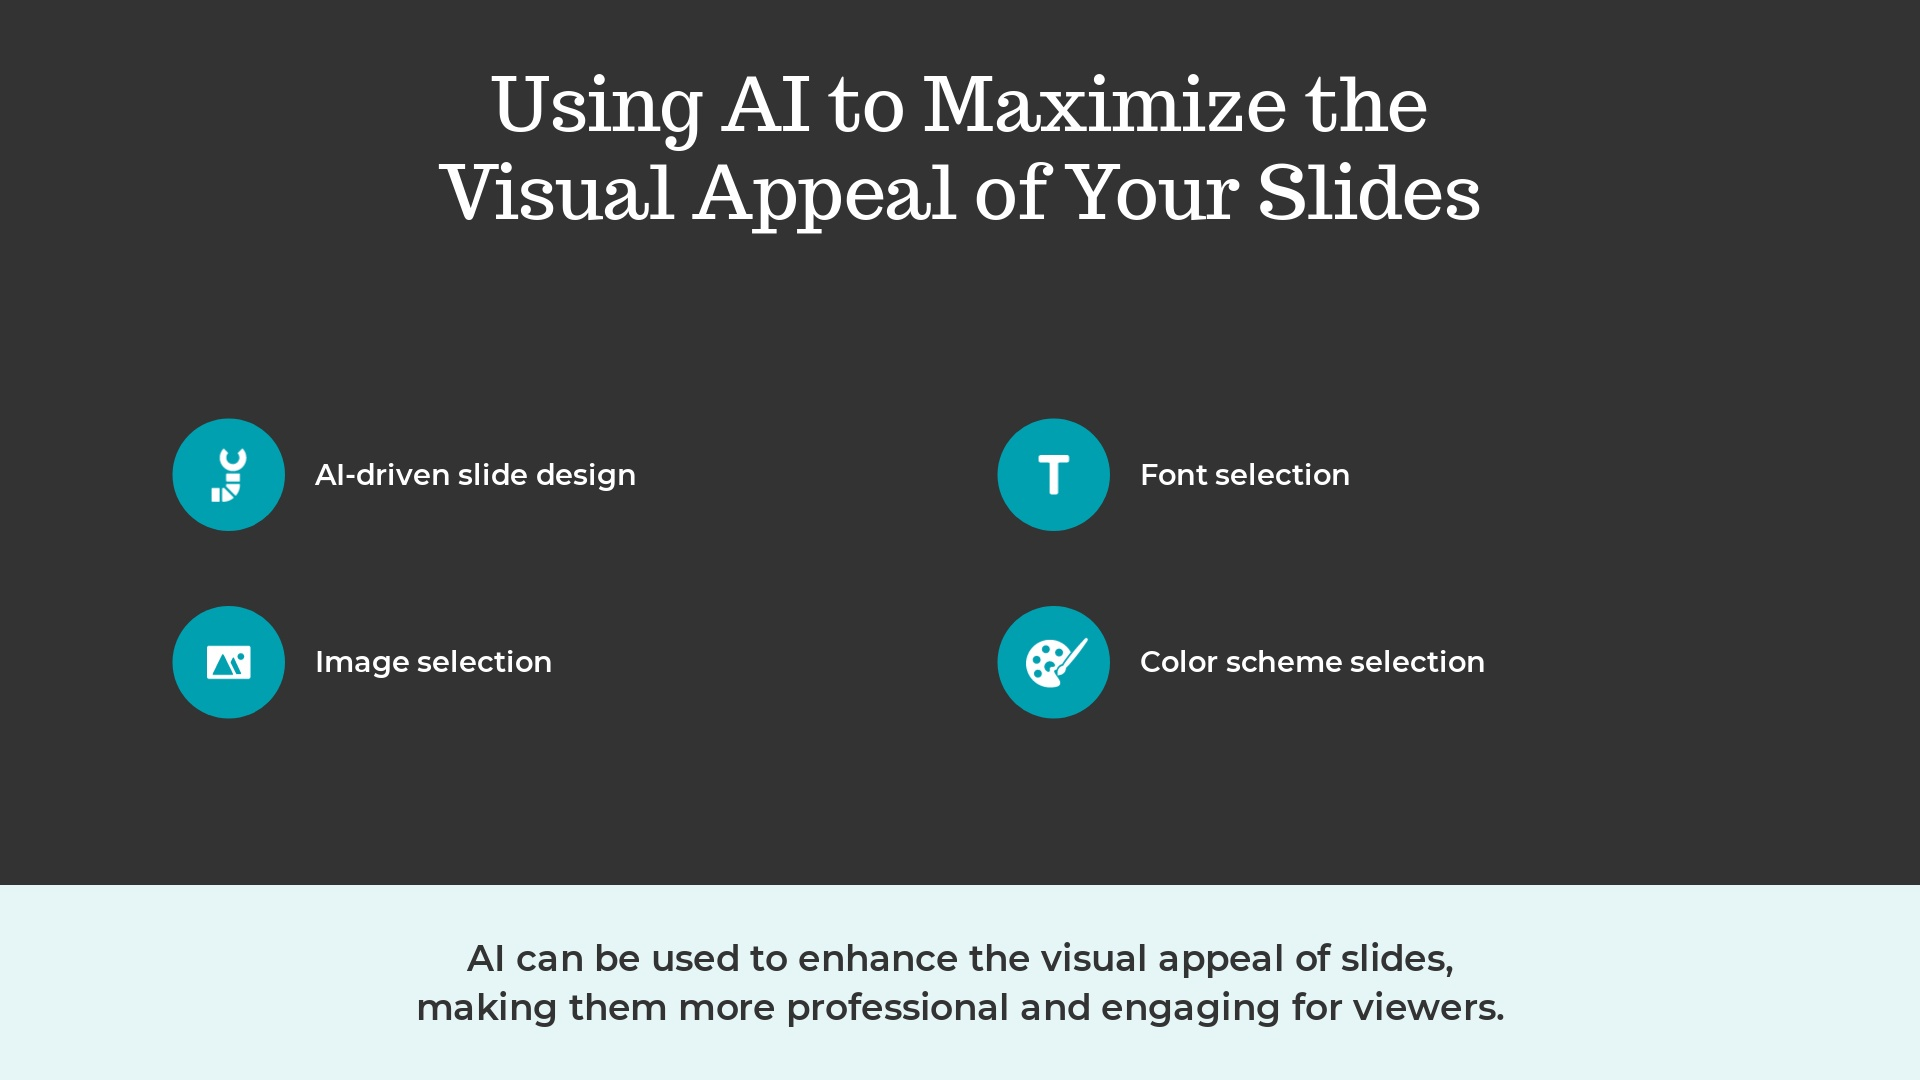 Using AI to Maximize the
Visual Appeal of Your Slides
AI-driven slide design
Font selection
Image selection
Color scheme selection
AI can be used to enhance the visual appeal of slides,
making them more professional and engaging for viewers.